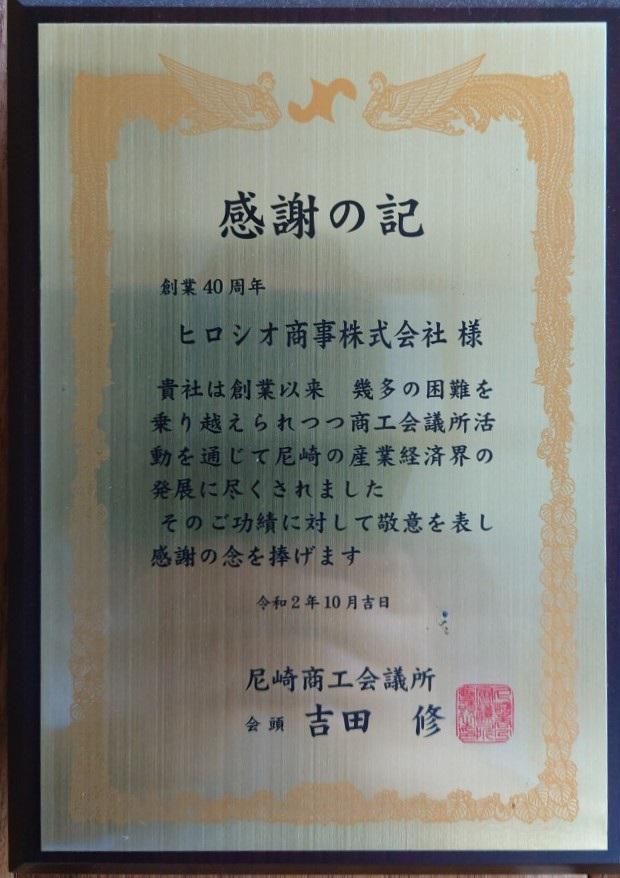 感謝の記
創業40周年
ヒロシオ商事株式会社 様
貴社は創業以来　幾多の困難を
乗り越えられつつ商工会議所活
動を通じて尼崎の産業経済界の
発展に尽くされました
そのご功績に対して敬意を表し
感謝の念を捧げます
令和2年10月吉日
尼崎商工会議所
会頭 吉田　修